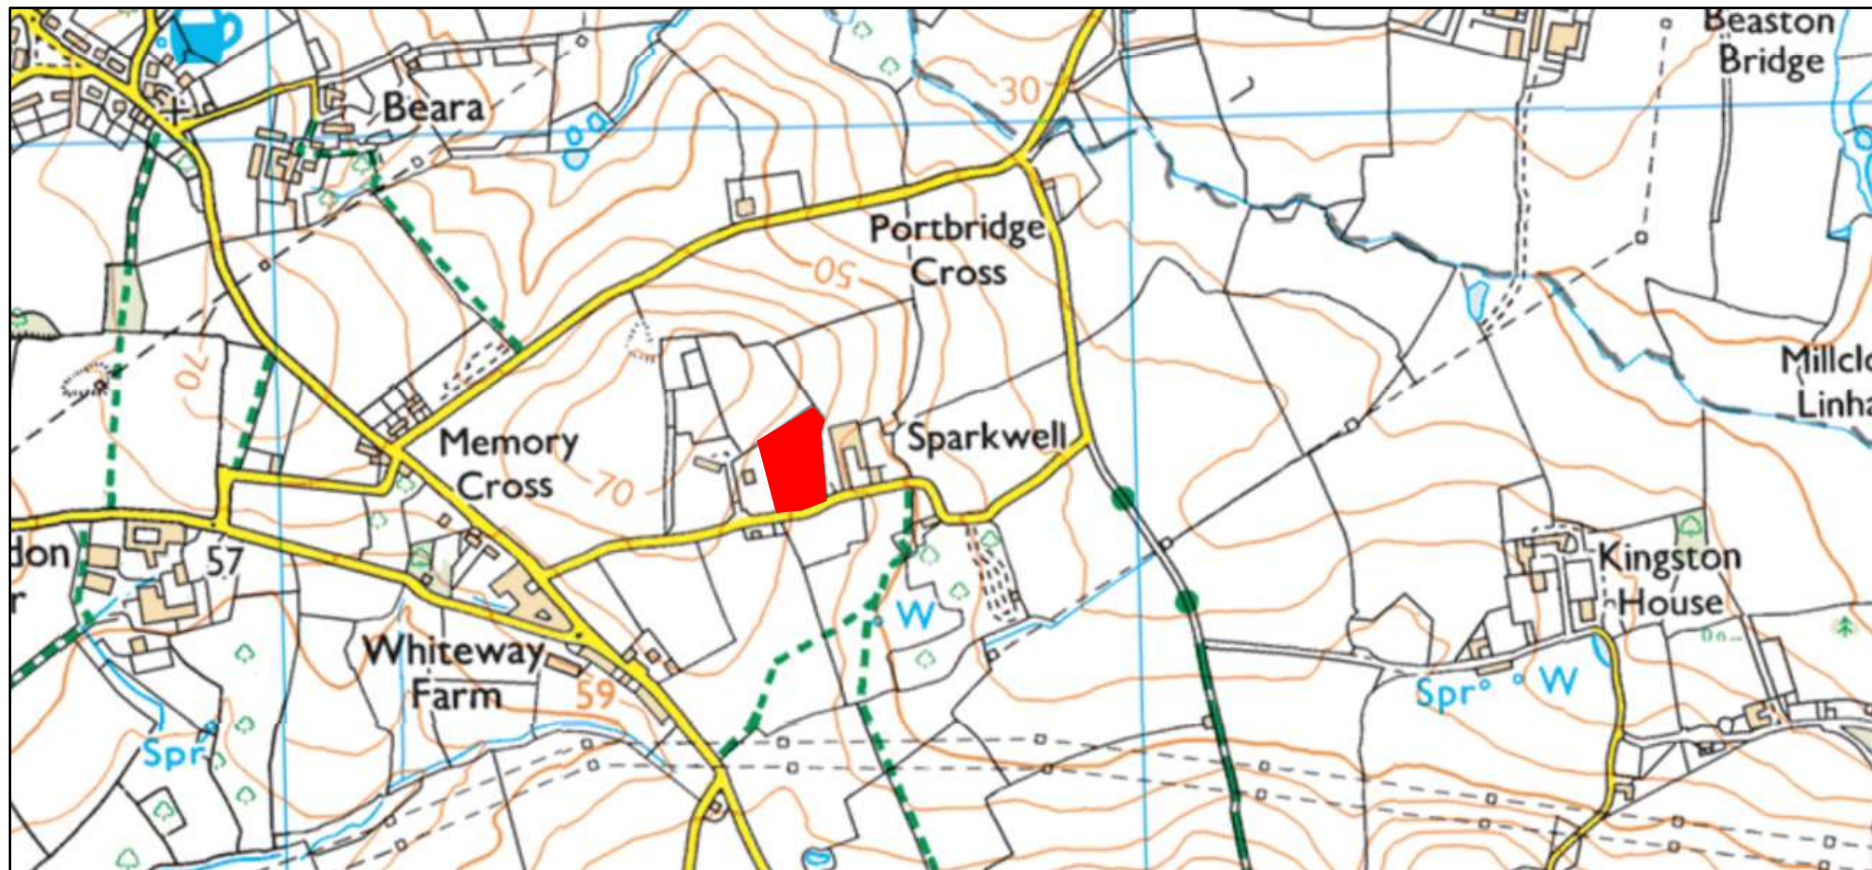 Beaston
Bridge
Beara
30
Portbridge
Cross
50
70
Millclo
Linha
Memory
Cross
Sparkwell
70
don
r
57
Kingston
House
W
Whiteway
Farm
59
Spr
W
Spr